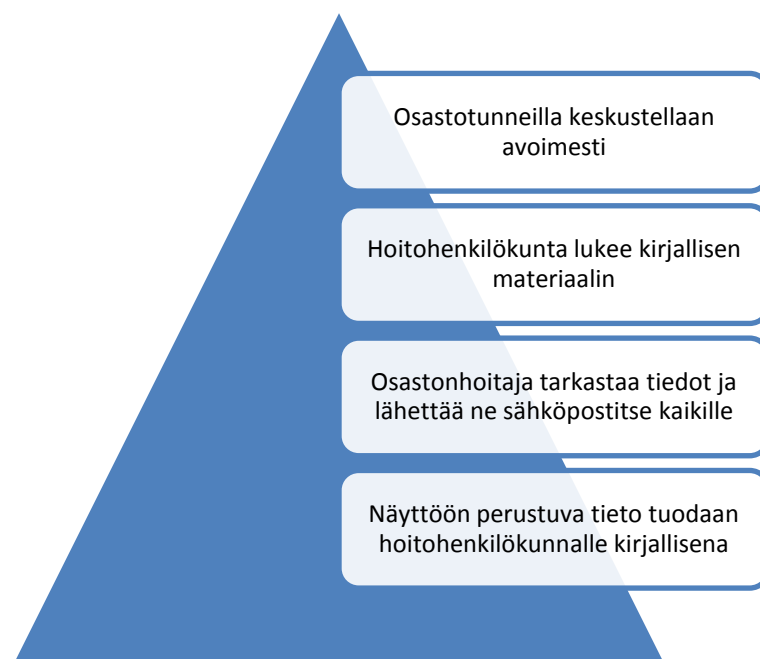 Osastotunneilla keskustellaan
avoimesti
Hoitohenkilökunta lukee kirjallisen
materiaalin
Osastonhoitaja tarkastaa tiedot ja
lähettää ne sähköpostitse kaikille
Näyttöön perustuva tieto tuodaan
hoitohenkilökunnalle kirjallisena